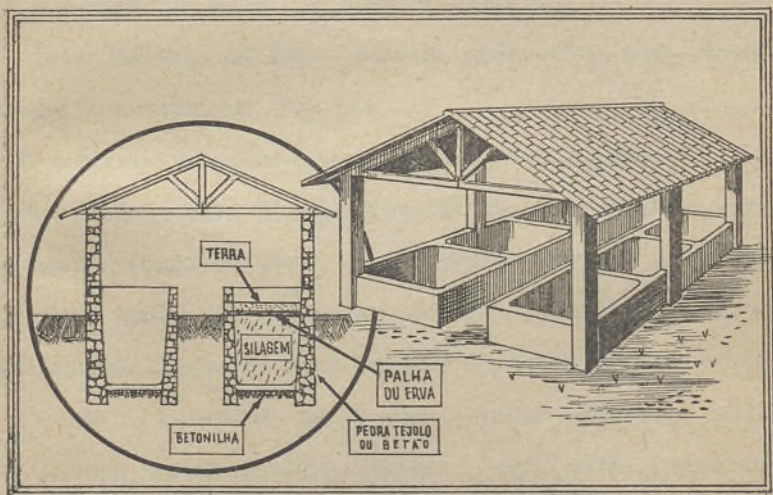 TERRA
SILAGEM
PALHA
OU ERVA
BETONILHA
PEDRA TEJOLO
OU BETÃO